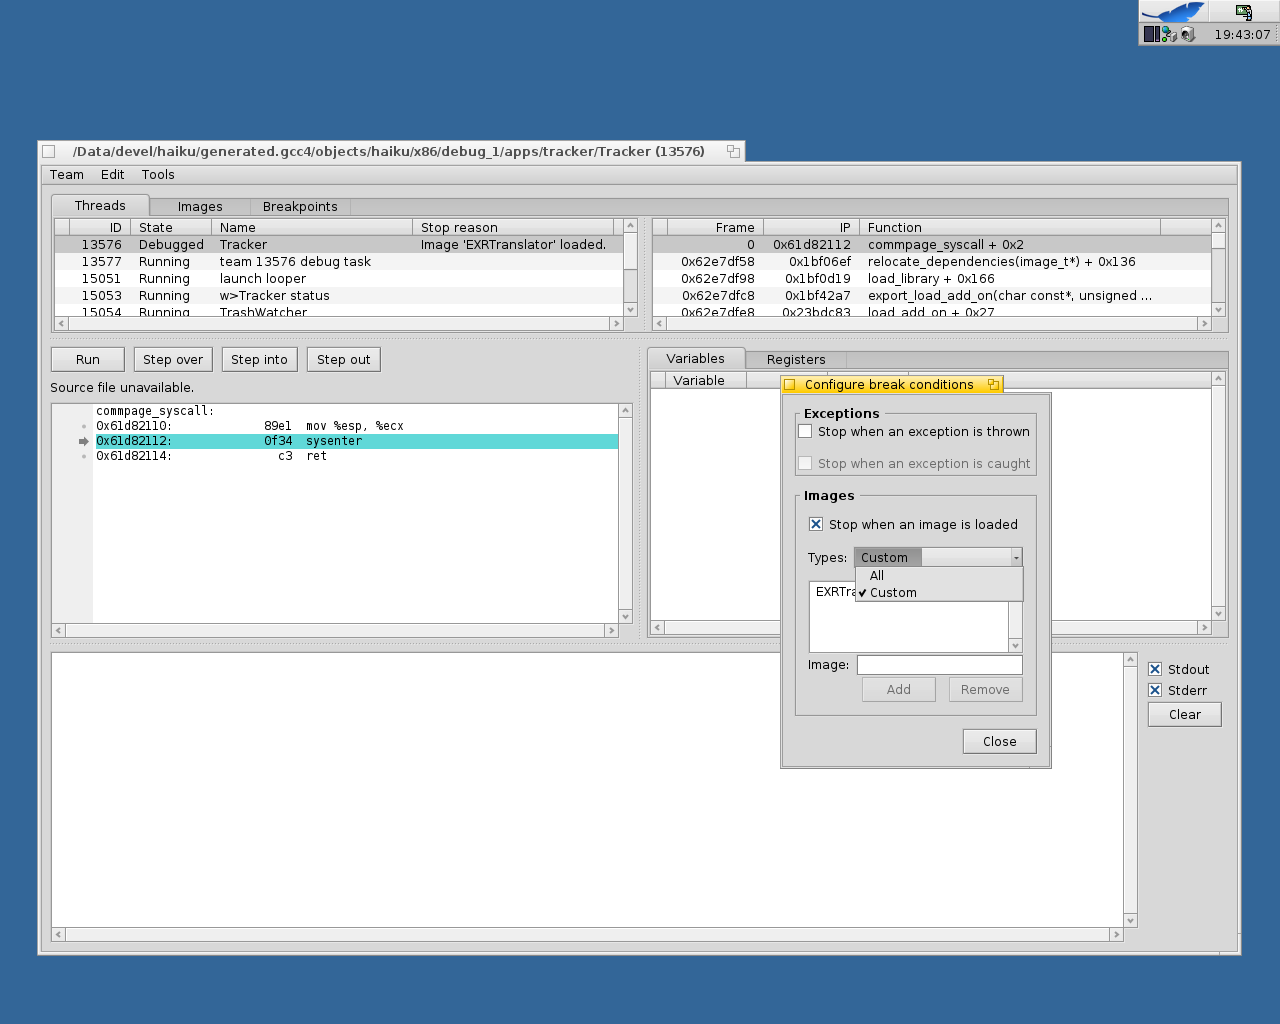 19:43:07
/Data/devel/haiku/generated.gcc4/objects/haiku/x86/debug_1/apps/tracker/Tracker (13576)
Team Edit Tools
Threads Images Breakpoints
ID State Name Stop reason
13576 Debugged Tracker Image 'EXRTranslator' loaded.
13577 Running team 13576 debug task
15051 Running launch looper
15053 Running w>Tracker status
15054 Running TrashWatcher
Frame IP Function
0 0x61d82112 commpage_syscall + 0x2
0x62e7df58 0x1bf06ef relocate_dependencies(image_t*) + 0x136
0x62e7df98 0x1bf0d19 load_library + 0x166
0x62e7dfc8 0x1bf42a7 export_load_add_on(char const*, unsigned ...
0x62e7dfe8 0x23bdc83 load_add_on + 0x27
Run Step over Step into Step out
Source file unavailable.
commpage_syscall:
0x61d82110: 89e1 mov %esp, %ecx
0x61d82112: 0f34 sysenter
0x61d82114: c3 ret
Variables Registers
Variable
Configure break conditions
Exceptions
Stop when an exception is thrown
Stop when an exception is caught
Images
Stop when an image is loaded
Types: Custom
All
Custom
EXRTra
Image:
Add Remove
Close
Stdout
Stderr
Clear